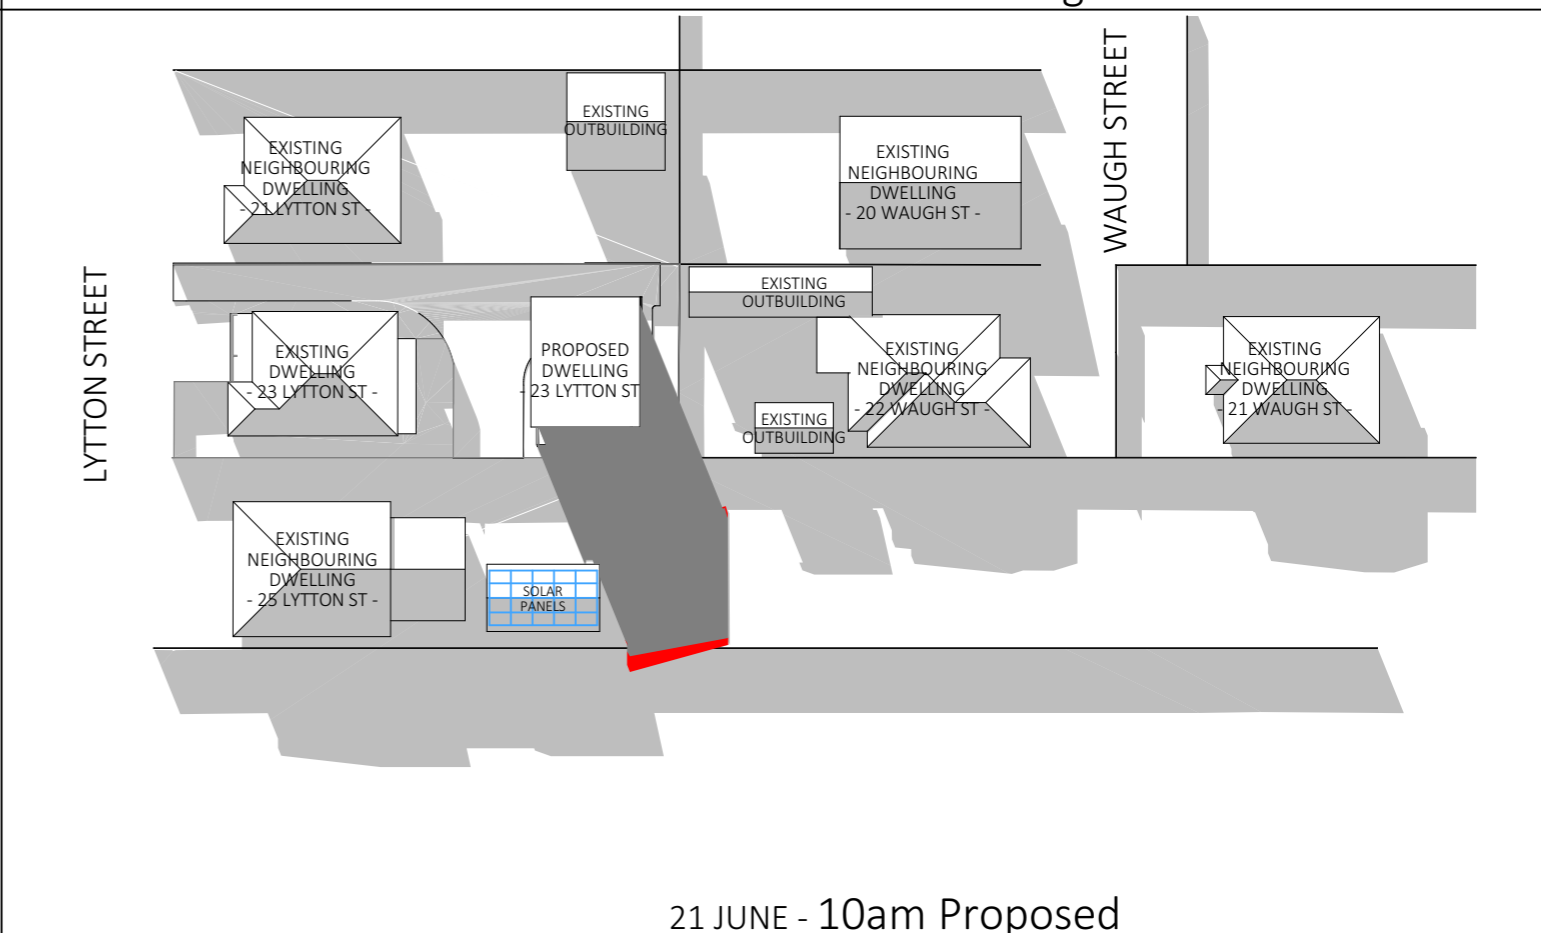 WAUGH STREET
EXISTING
OUTBUILDING
EXISTING
NEIGHBOURING
DWELLING
- 21 LYTTON ST -
EXISTING
NEIGHBOURING
DWELLING
- 20 WAUGH ST -
LYTTON STREET
EXISTING
OUTBUILDING
EXISTING
DWELLING
- 23 LYTTON ST -
PROPOSED
DWELLING
- 23 LYTTON ST
EXISTING
NEIGHBOURING
DWELLING
- 22 WAUGH ST -
EXISTING
NEIGHBOURING
DWELLING
- 21 WAUGH ST -
EXISTING
OUTBUILDING
EXISTING
NEIGHBOURING
DWELLING
- 25 LYTTON ST -
SOLAR
PANELS
21 JUNE - 10am Proposed